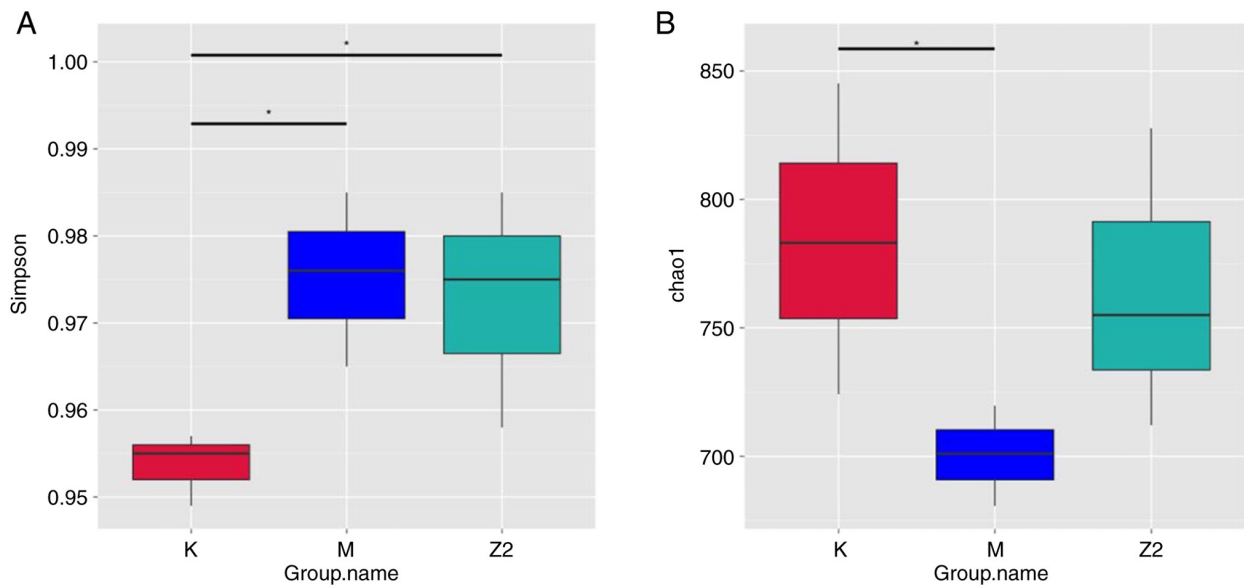 A
Simpson
1.00
0.99
0.98
0.97
0.96
0.95
*
*
K M Z2
Group.name
B
chao1
850
800
750
700
*
K M Z2
Group.name